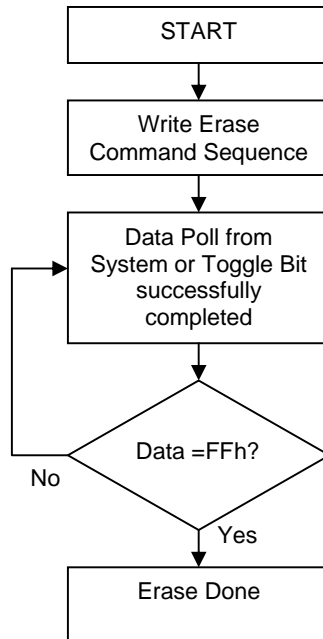 START
Write Erase
Command Sequence
Data Poll from
System or Toggle Bit
successfully
completed
Data =FFh?
No
Yes
Erase Done